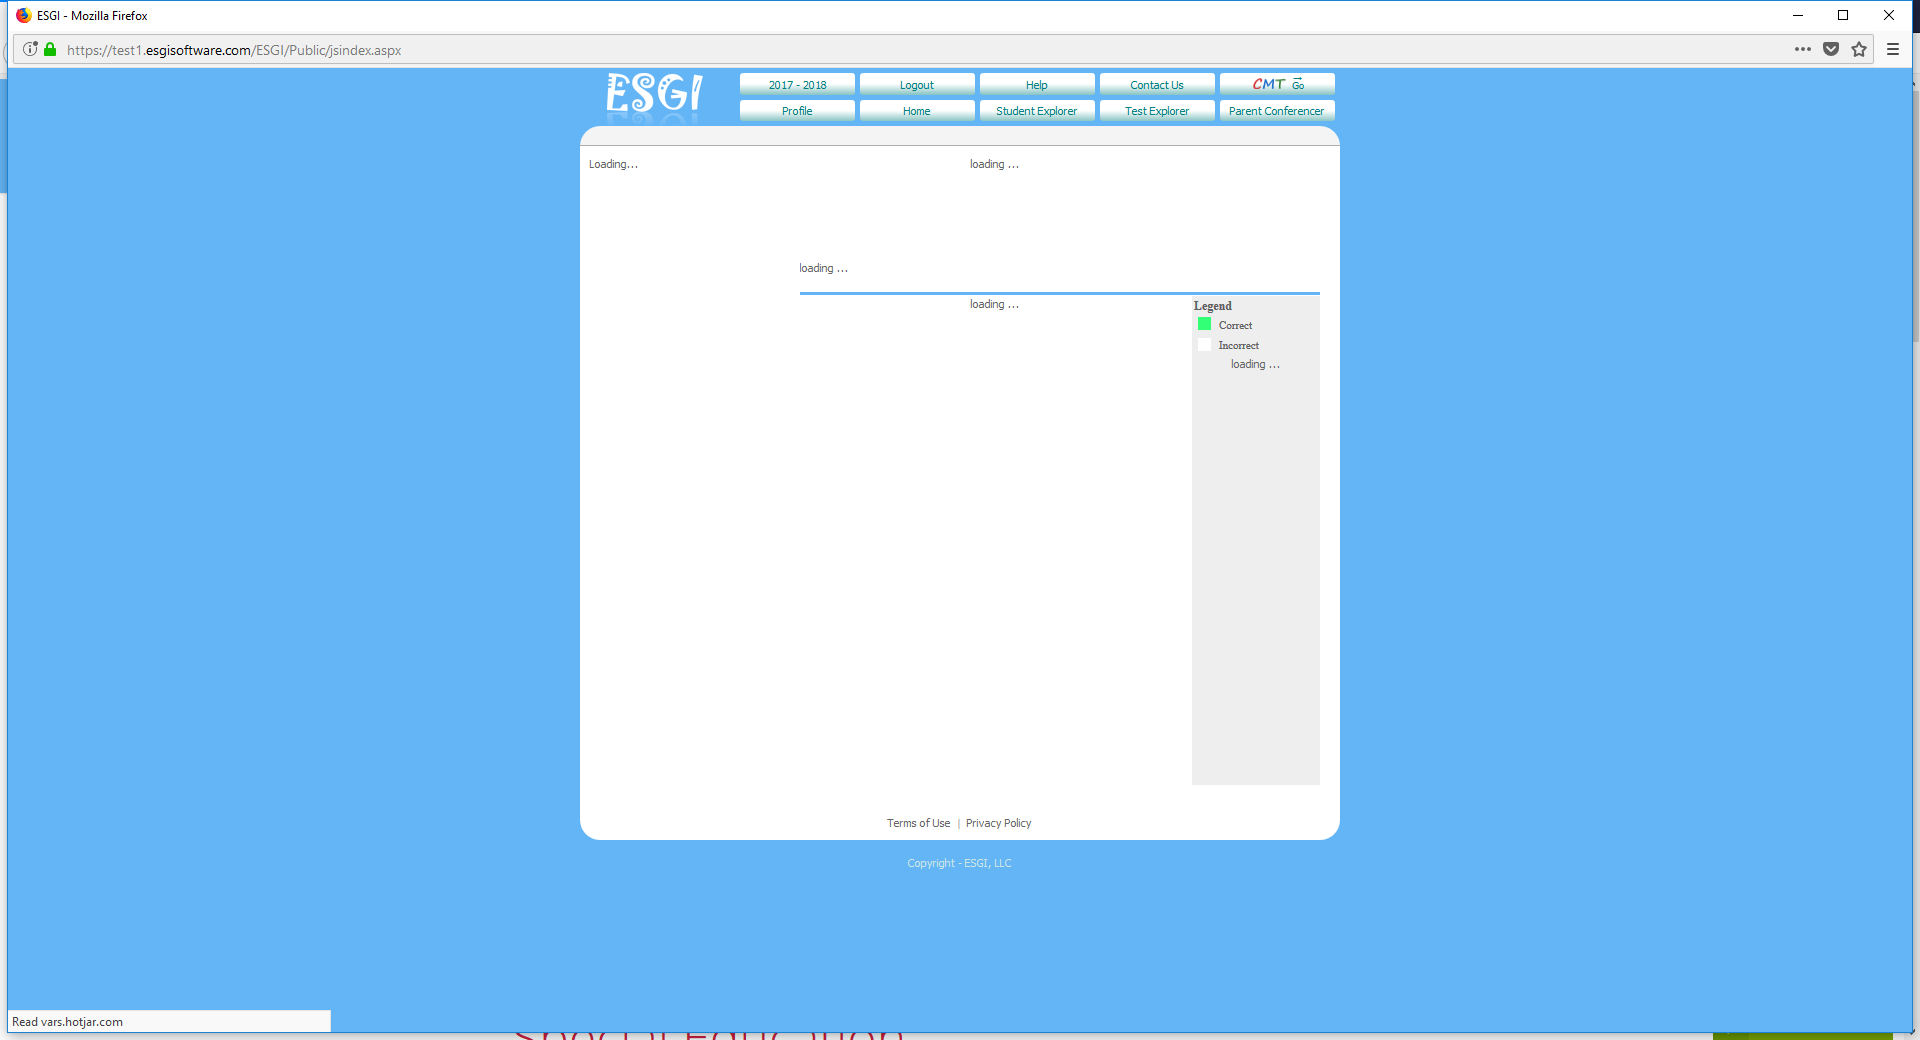 ESGI - Mozilla Firefox
https://test1.esgisoftware.com/ESGI/Public/jsindex.aspx
ESGI
2017 - 2018 Logout Help Contact Us CMT Go
Profile Home Student Explorer Test Explorer Parent Conferencer
Loading... loading ...
loading ...
loading ...
Legend
Correct
Incorrect
loading ...
Terms of Use | Privacy Policy
Copyright - ESGI, LLC
Read vars.hotjar.com
Special Education